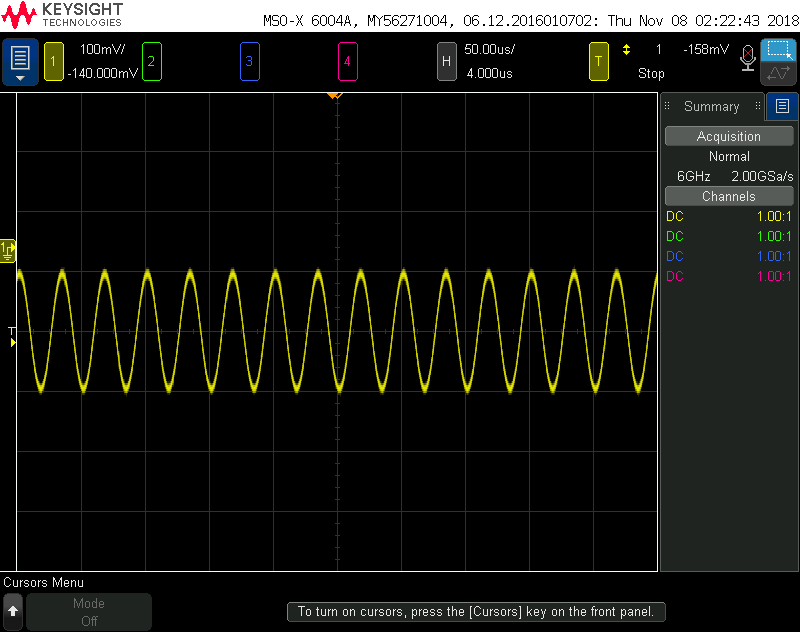 KEYSIGHT
TECHNOLOGIES
MSO-X 6004A, MY56271004, 06.12.2016010702: Thu Nov 08 02:22:43 2018
1 100mV/ 2 3 4 H 50.00us/ T 1 -158mV
-140.000mV 4.000us Stop
Summary
Acquisition
Normal
6GHz 2.00GSa/s
Channels
DC 1.00:1
DC 1.00:1
DC 1.00:1
DC 1.00:1
1
T
Cursors Menu
Mode
Off
To turn on cursors, press the [Cursors] key on the front panel.